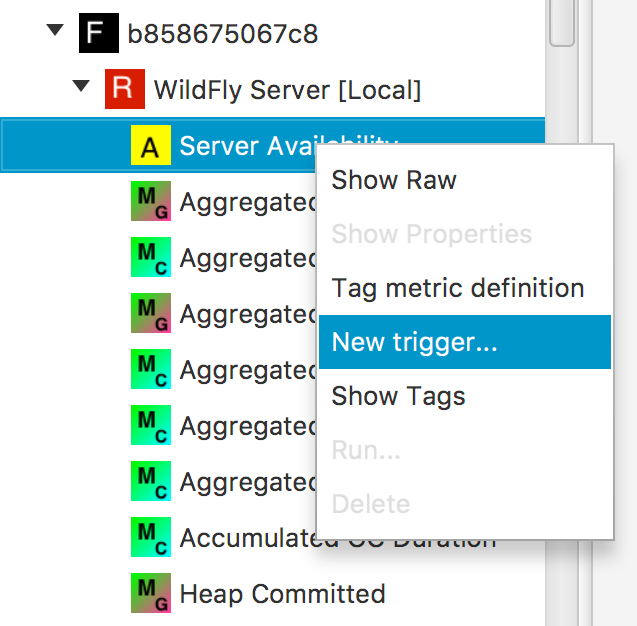 F b858675067c8
R WildFly Server [Local]
A Server Availability
MG Aggregated
MC Aggregated
MG Aggregated
MC Aggregated
MC Aggregated
MC Aggregated
MC Accumulated GC Duration
MG Heap Committed
Show Raw
Show Properties
Tag metric definition
New trigger...
Show Tags
Run...
Delete